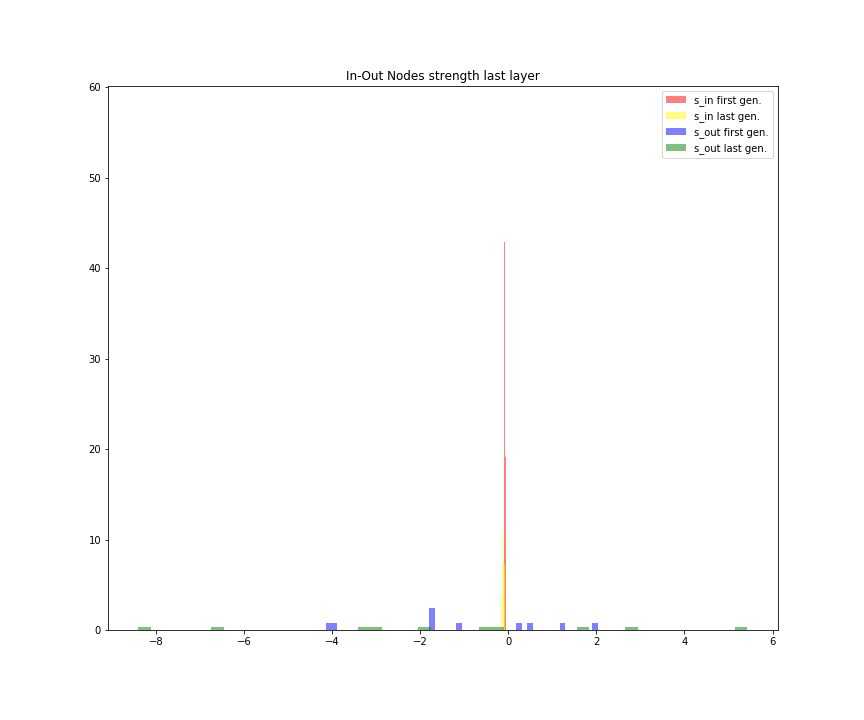 In-Out Nodes strength last layer
60
50
40
30
20
10
0
s_in first gen.
s_in last gen.
s_out first gen.
s_out last gen.
−8 −6 −4 −2 0 2 4 6